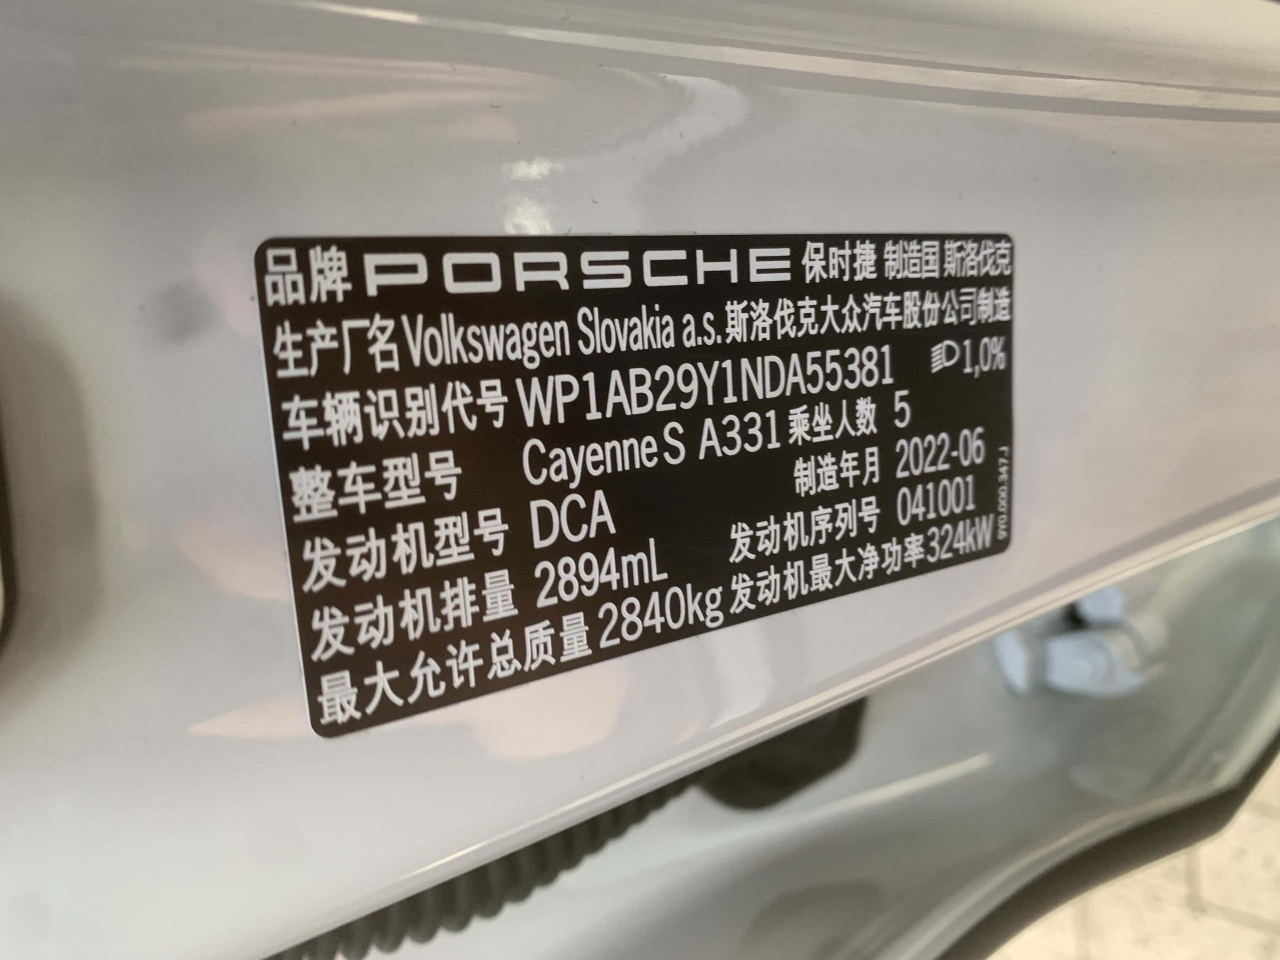 品牌 PORSCHE 保时捷 制造国 斯洛伐克
生产厂名 Volkswagen Slovakia a.s. 斯洛伐克大众汽车股份公司制造
车辆识别代号 WP1AB29Y1NDA55381 1,0%
整车型号 Cayenne S A331 乘坐人数 5
发动机型号 DCA 制造年月 2022-06
发动机排量 2894mL 发动机序列号 041001
最大允许总质量 2840kg 发动机最大净功率 324kW
9Y0.000.347.J